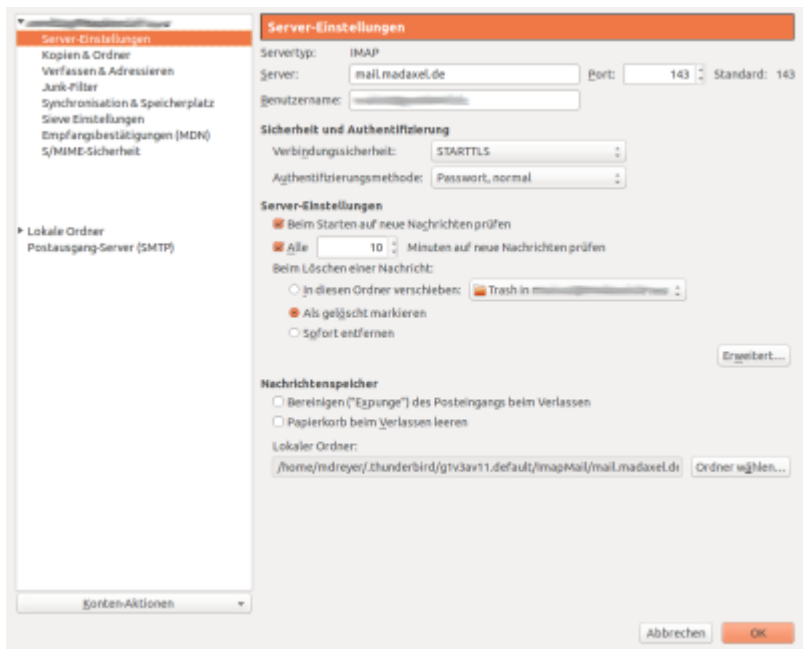 Server-Einstellungen
Kopien & Ordner
Verfassen & Adressieren
Junk-Filter
Synchronisation & Speicherplatz
Sieve Einstellungen
Empfangsbestätigungen (MDN)
S/MIME-Sicherheit
Lokale Ordner
Postausgang-Server (SMTP)
Konten-Aktionen
Server-Einstellungen
Servertyp: IMAP
Server: mail.madaxel.de Port: 143 Standard: 143
Benutzername:
Sicherheit und Authentifizierung
Verbindungssicherheit: STARTTLS
Authentifizierungsmethode: Passwort, normal
Server-Einstellungen
Beim Starten auf neue Nachrichten prüfen
Alle 10 Minuten auf neue Nachrichten prüfen
Beim Löschen einer Nachricht:
In diesen Ordner verschieben: Trash in
Als gelöscht markieren
Sofort entfernen
Erweitert...
Nachrichtenspeicher
Bereinigen ("Expunge") des Posteingangs beim Verlassen
Papierkorb beim Verlassen leeren
Lokaler Ordner:
/home/mdreyer/.thunderbird/g1v3av11.default/ImapMail/mail.madaxel.de Ordner wählen...
Abbrechen OK